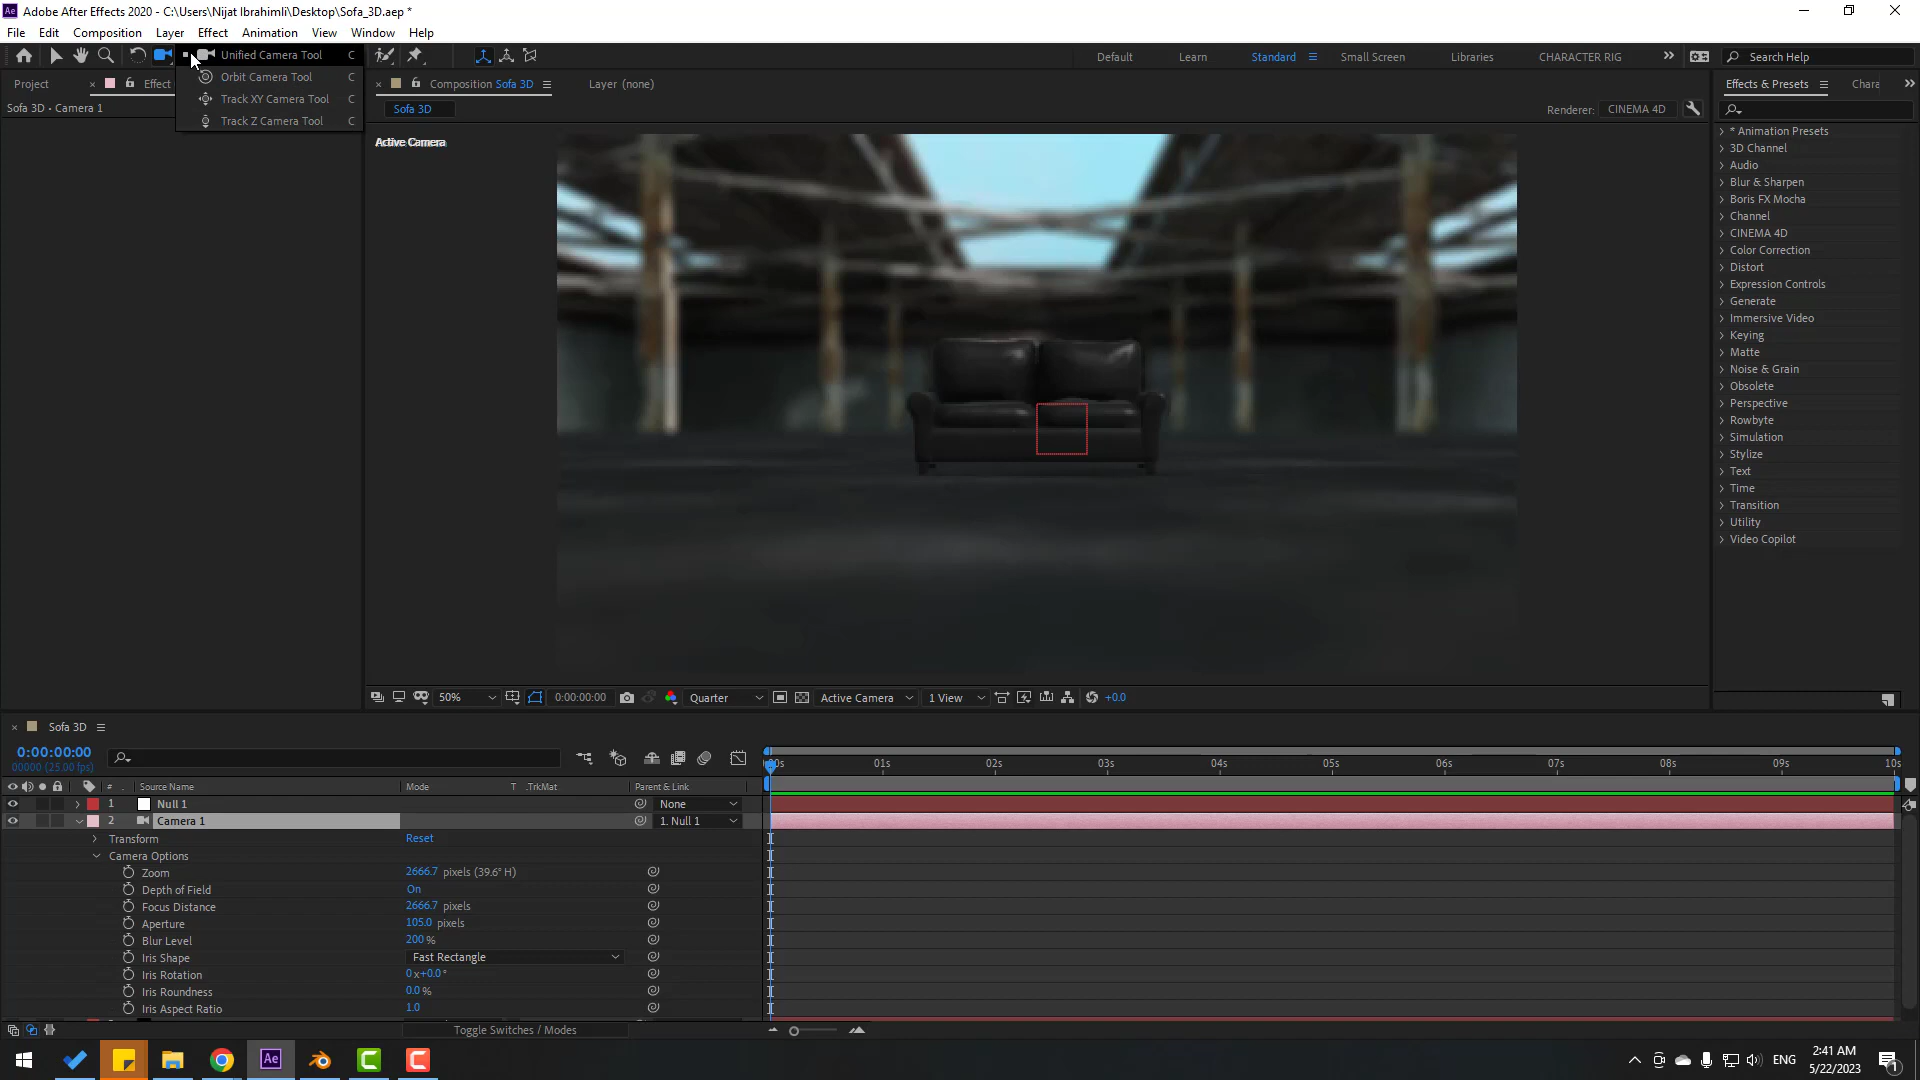 Adobe After Effects 2020 - C:\Users\Nijat Ibrahimli\Desktop\Sofa_3D.aep *
File Edit Composition Layer Effect Animation View Window Help
Unified Camera Tool C
Orbit Camera Tool C
Track XY Camera Tool C
Track Z Camera Tool C
Default Learn Standard Small Screen Libraries CHARACTER RIG Search Help
Project Effect
Sofa 3D • Camera 1
Composition Sofa 3D Layer (none)
Sofa 3D
Renderer: CINEMA 4D
Active Camera
Effects & Presets Chara
* Animation Presets
3D Channel
Audio
Blur & Sharpen
Boris FX Mocha
Channel
CINEMA 4D
Color Correction
Distort
Expression Controls
Generate
Immersive Video
Keying
Matte
Noise & Grain
Obsolete
Perspective
Rowbyte
Simulation
Stylize
Text
Time
Transition
Utility
Video Copilot
50% 0:00:00:00 Quarter Active Camera 1 View +0.0
Sofa 3D
0:00:00:00
00000 (25.00 fps)
:00s 01s 02s 03s 04s 05s 06s 07s 08s 09s 10s
# Source Name Mode T .TrkMat Parent & Link
1 Null 1 None
2 Camera 1 1. Null 1
Transform Reset
Camera Options
Zoom 2666.7 pixels (39.6° H)
Depth of Field On
Focus Distance 2666.7 pixels
Aperture 105.0 pixels
Blur Level 200 %
Iris Shape Fast Rectangle
Iris Rotation 0 x+0.0 °
Iris Roundness 0.0 %
Iris Aspect Ratio 1.0
Toggle Switches / Modes
ENG
2:41 AM
5/22/2023
1